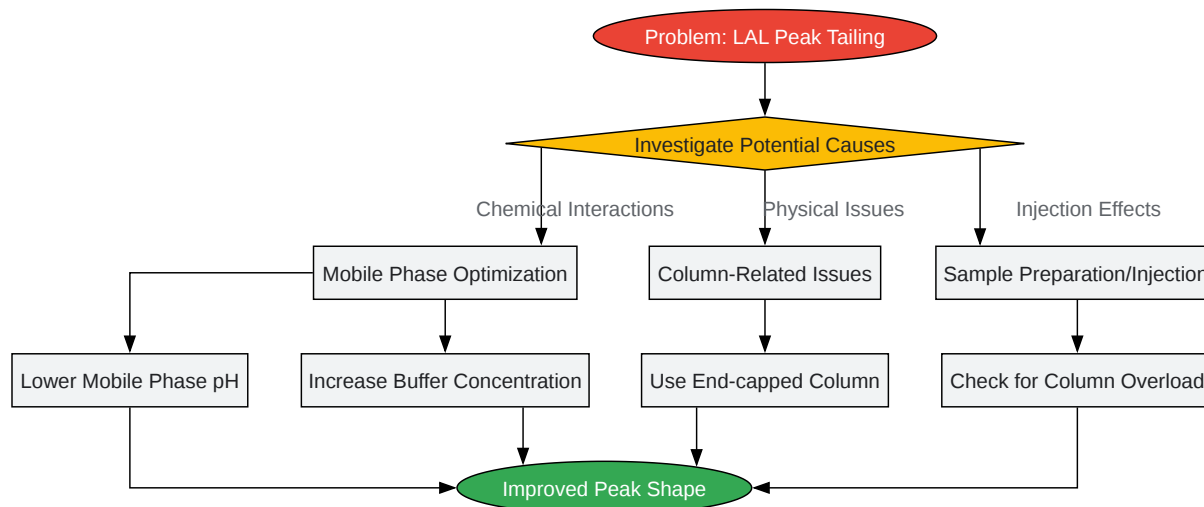 Problem: LAL Peak Tailing
Investigate Potential Causes
Chemical Interactions
Physical Issues
Injection Effects
Mobile Phase Optimization
Column-Related Issues
Sample Preparation/Injection
Lower Mobile Phase pH
Increase Buffer Concentration
Use End-capped Column
Check for Column Overload
Improved Peak Shape